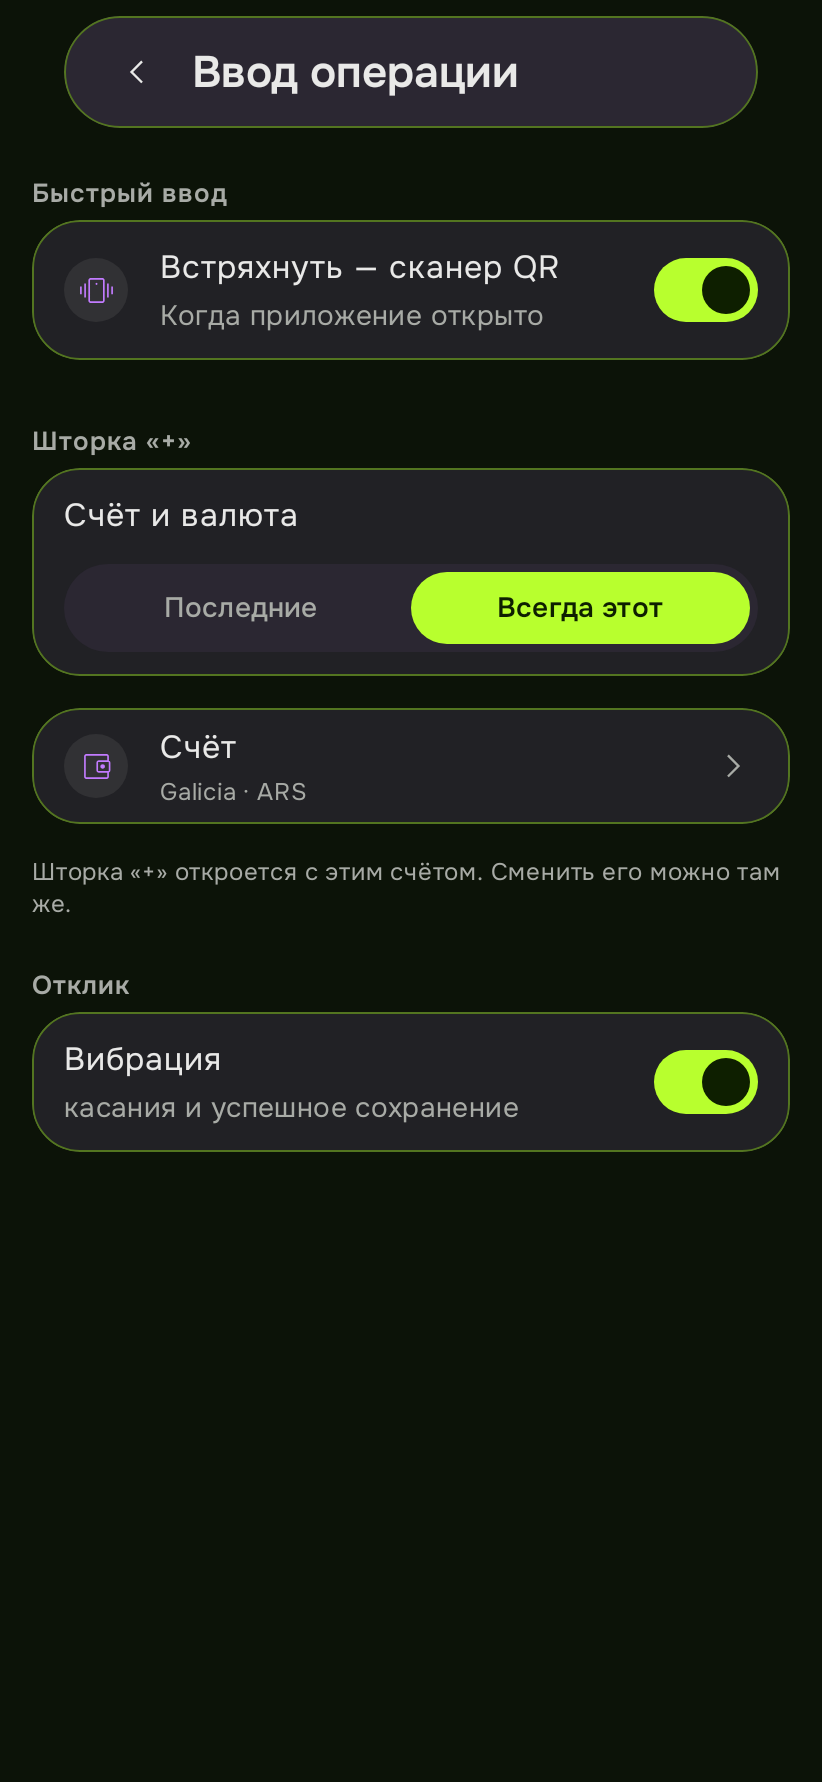 Ввод операции
Быстрый ввод
Встряхнуть — сканер QR
Когда приложение открыто
Шторка «+»
Счёт и валюта
Последние
Всегда этот
Счёт
Galicia · ARS
Шторка «+» откроется с этим счётом. Сменить его можно там
же.
Отклик
Вибрация
касания и успешное сохранение